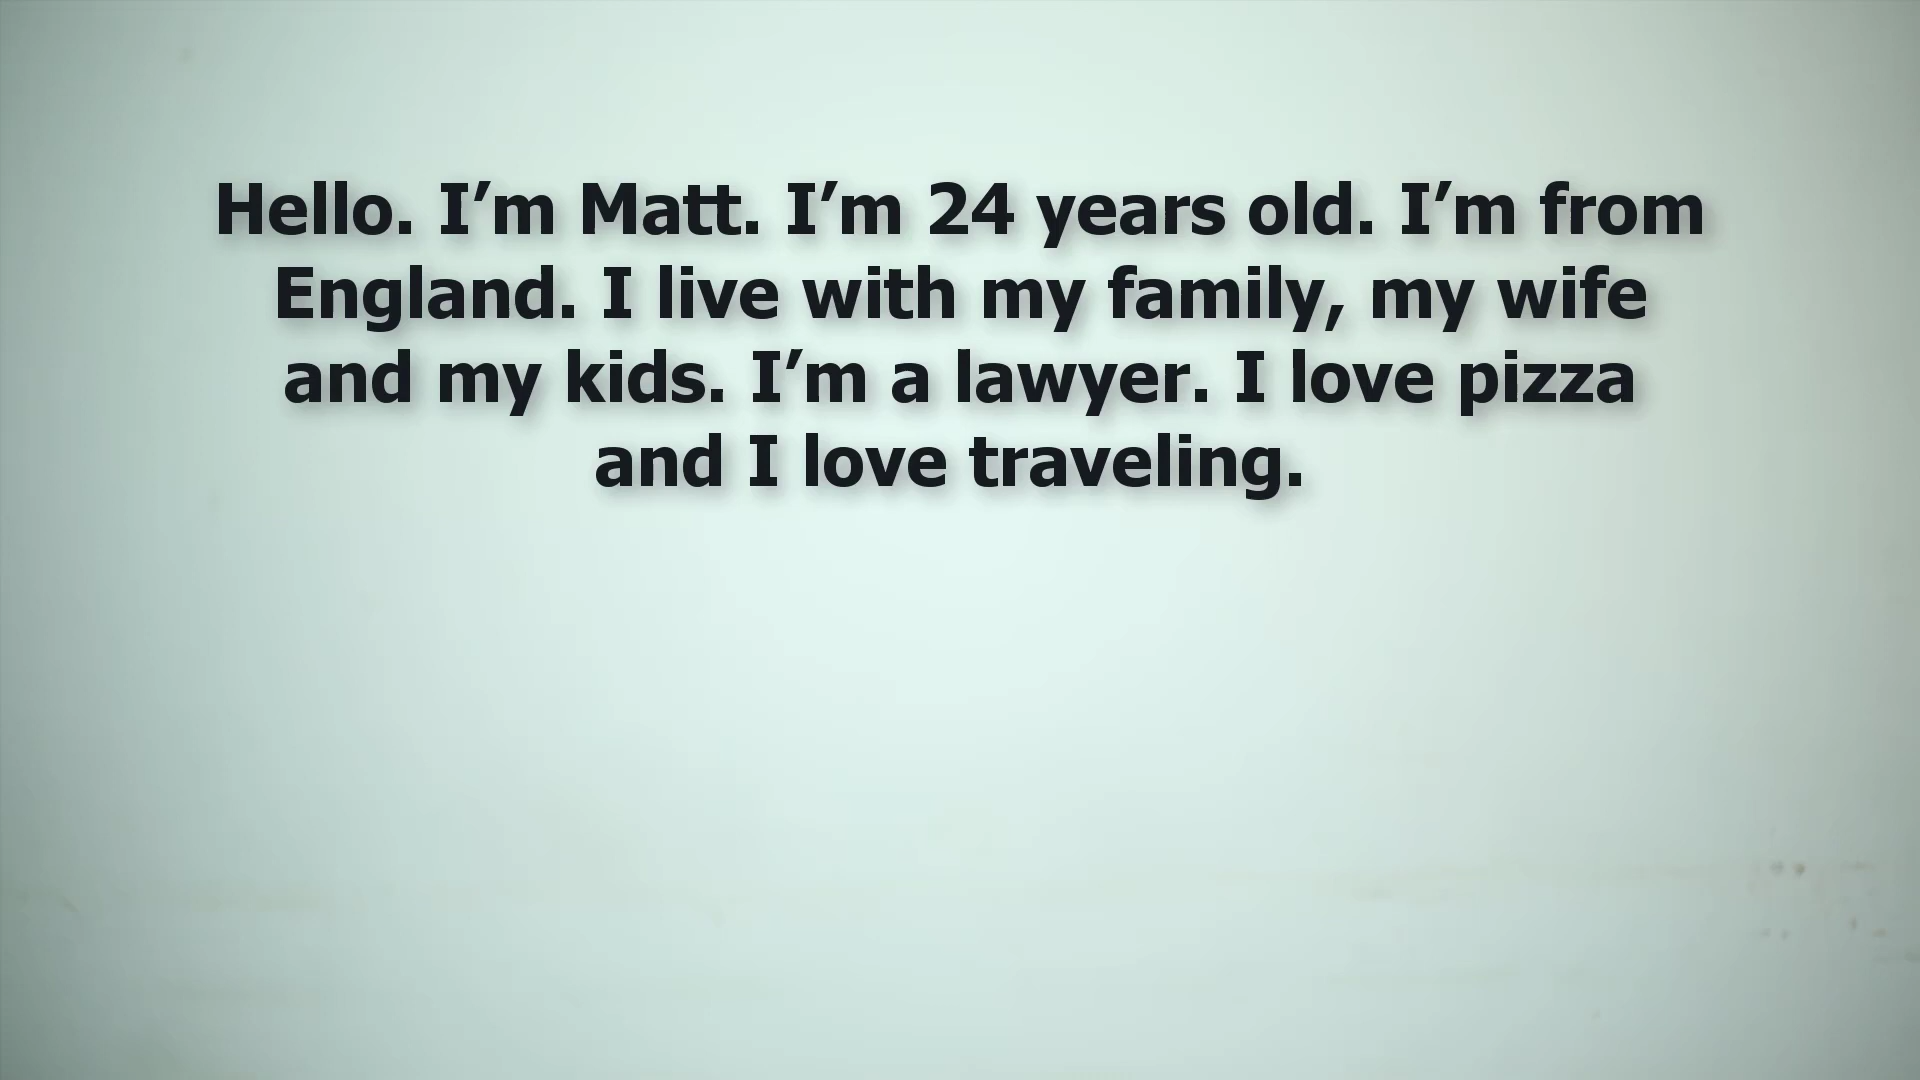 Hello. I’m Matt. I’m 24 years old. I’m from
England. I live with my family, my wife
and my kids. I’m a lawyer. I love pizza
and I love traveling.